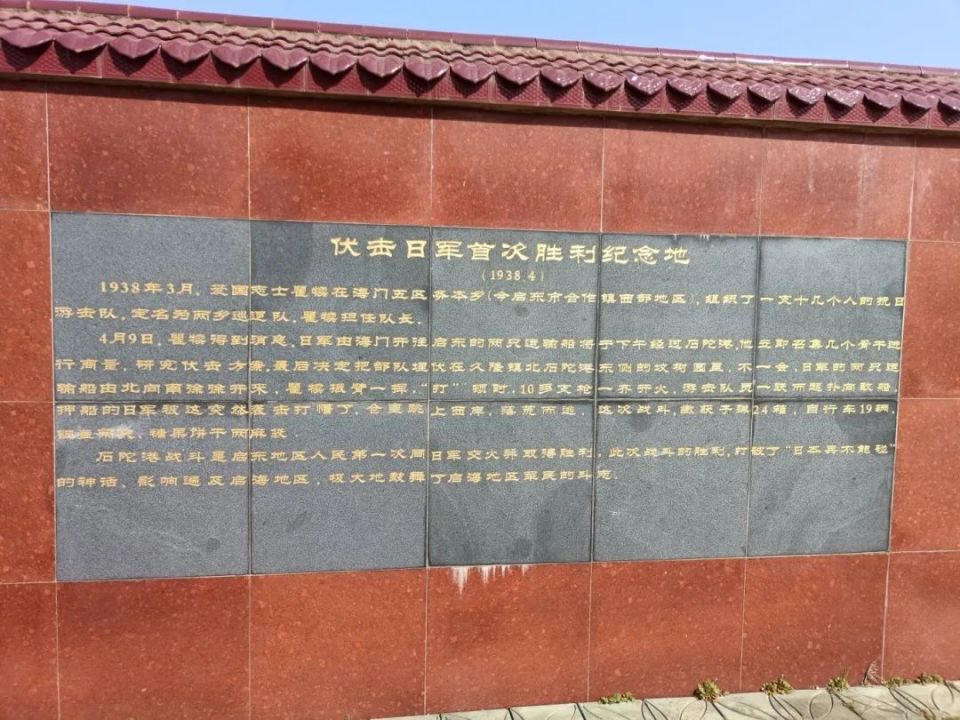 伏击日军首次胜利纪念地
(1938.4)
1938年3月，爱国志士瞿犊在海门五区务本乡(今启东市合作镇西部地区)，组织了一支十几个人的抗日
游击队，定名为两乡巡逻队，瞿犊担任队长。
4月9日，瞿犊得到消息，日军由海门开往启东的两只运输船将于下午经过石陀港，他立即召集几个骨干进
行商量，研究伏击方案，最后决定把部队埋伏在久隆镇北石陀港东侧的坟树园里，不一会，日军的两只运
输船由北向南徐徐开来，瞿犊振臂一挥，“打”顿时，10多支枪一齐开火，游击队员一跃而起扑向敌船，
押船的日军被这突然袭击打懵了，仓皇跳上西岸，落荒而逃。这次战斗，缴获子弹24箱，自行车19辆，
两袋，糖果饼干两麻袋。
石陀港战斗是启东地区人民第一次同日军交火并取得胜利，此次战斗的胜利，打破了“日本兵不能碰”
的神话，影响遍及启海地区，极大地鼓舞了启海地区军民的斗志。